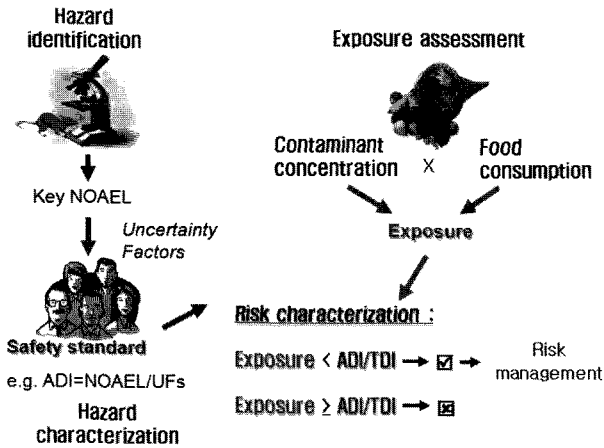 Hazard
identification
Key NOAEL
Uncertainty
Factors
Safety standard
e.g. ADI=NOAEL/UFs
Hazard
characterization
Exposure assessment
Contaminant
concentration
X
Food
consumption
Exposure
Risk characterization :
Exposure < ADI/TDI
Risk
management
Exposure ≥ ADI/TDI